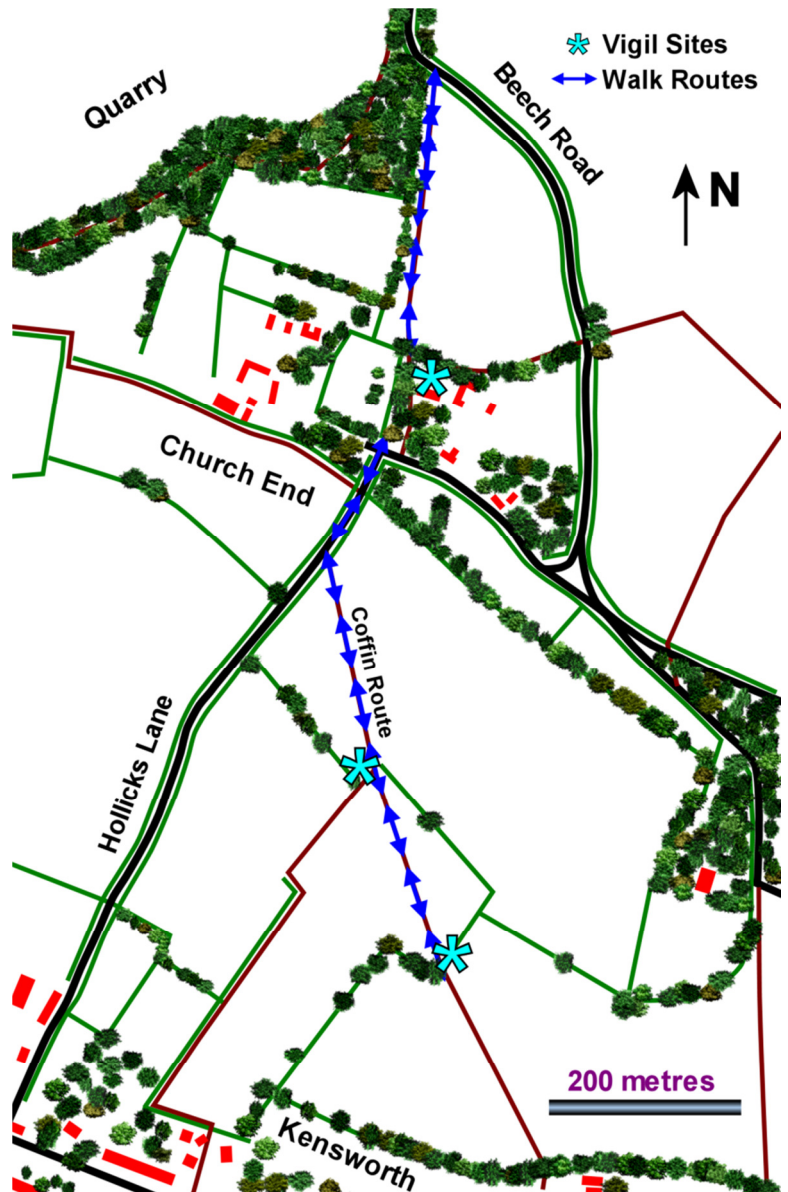 Vigil Sites
Walk Routes
Quarry
Beech Road
N
Church End
Coffin Route
Hollicks Lane
200 metres
Kensworth